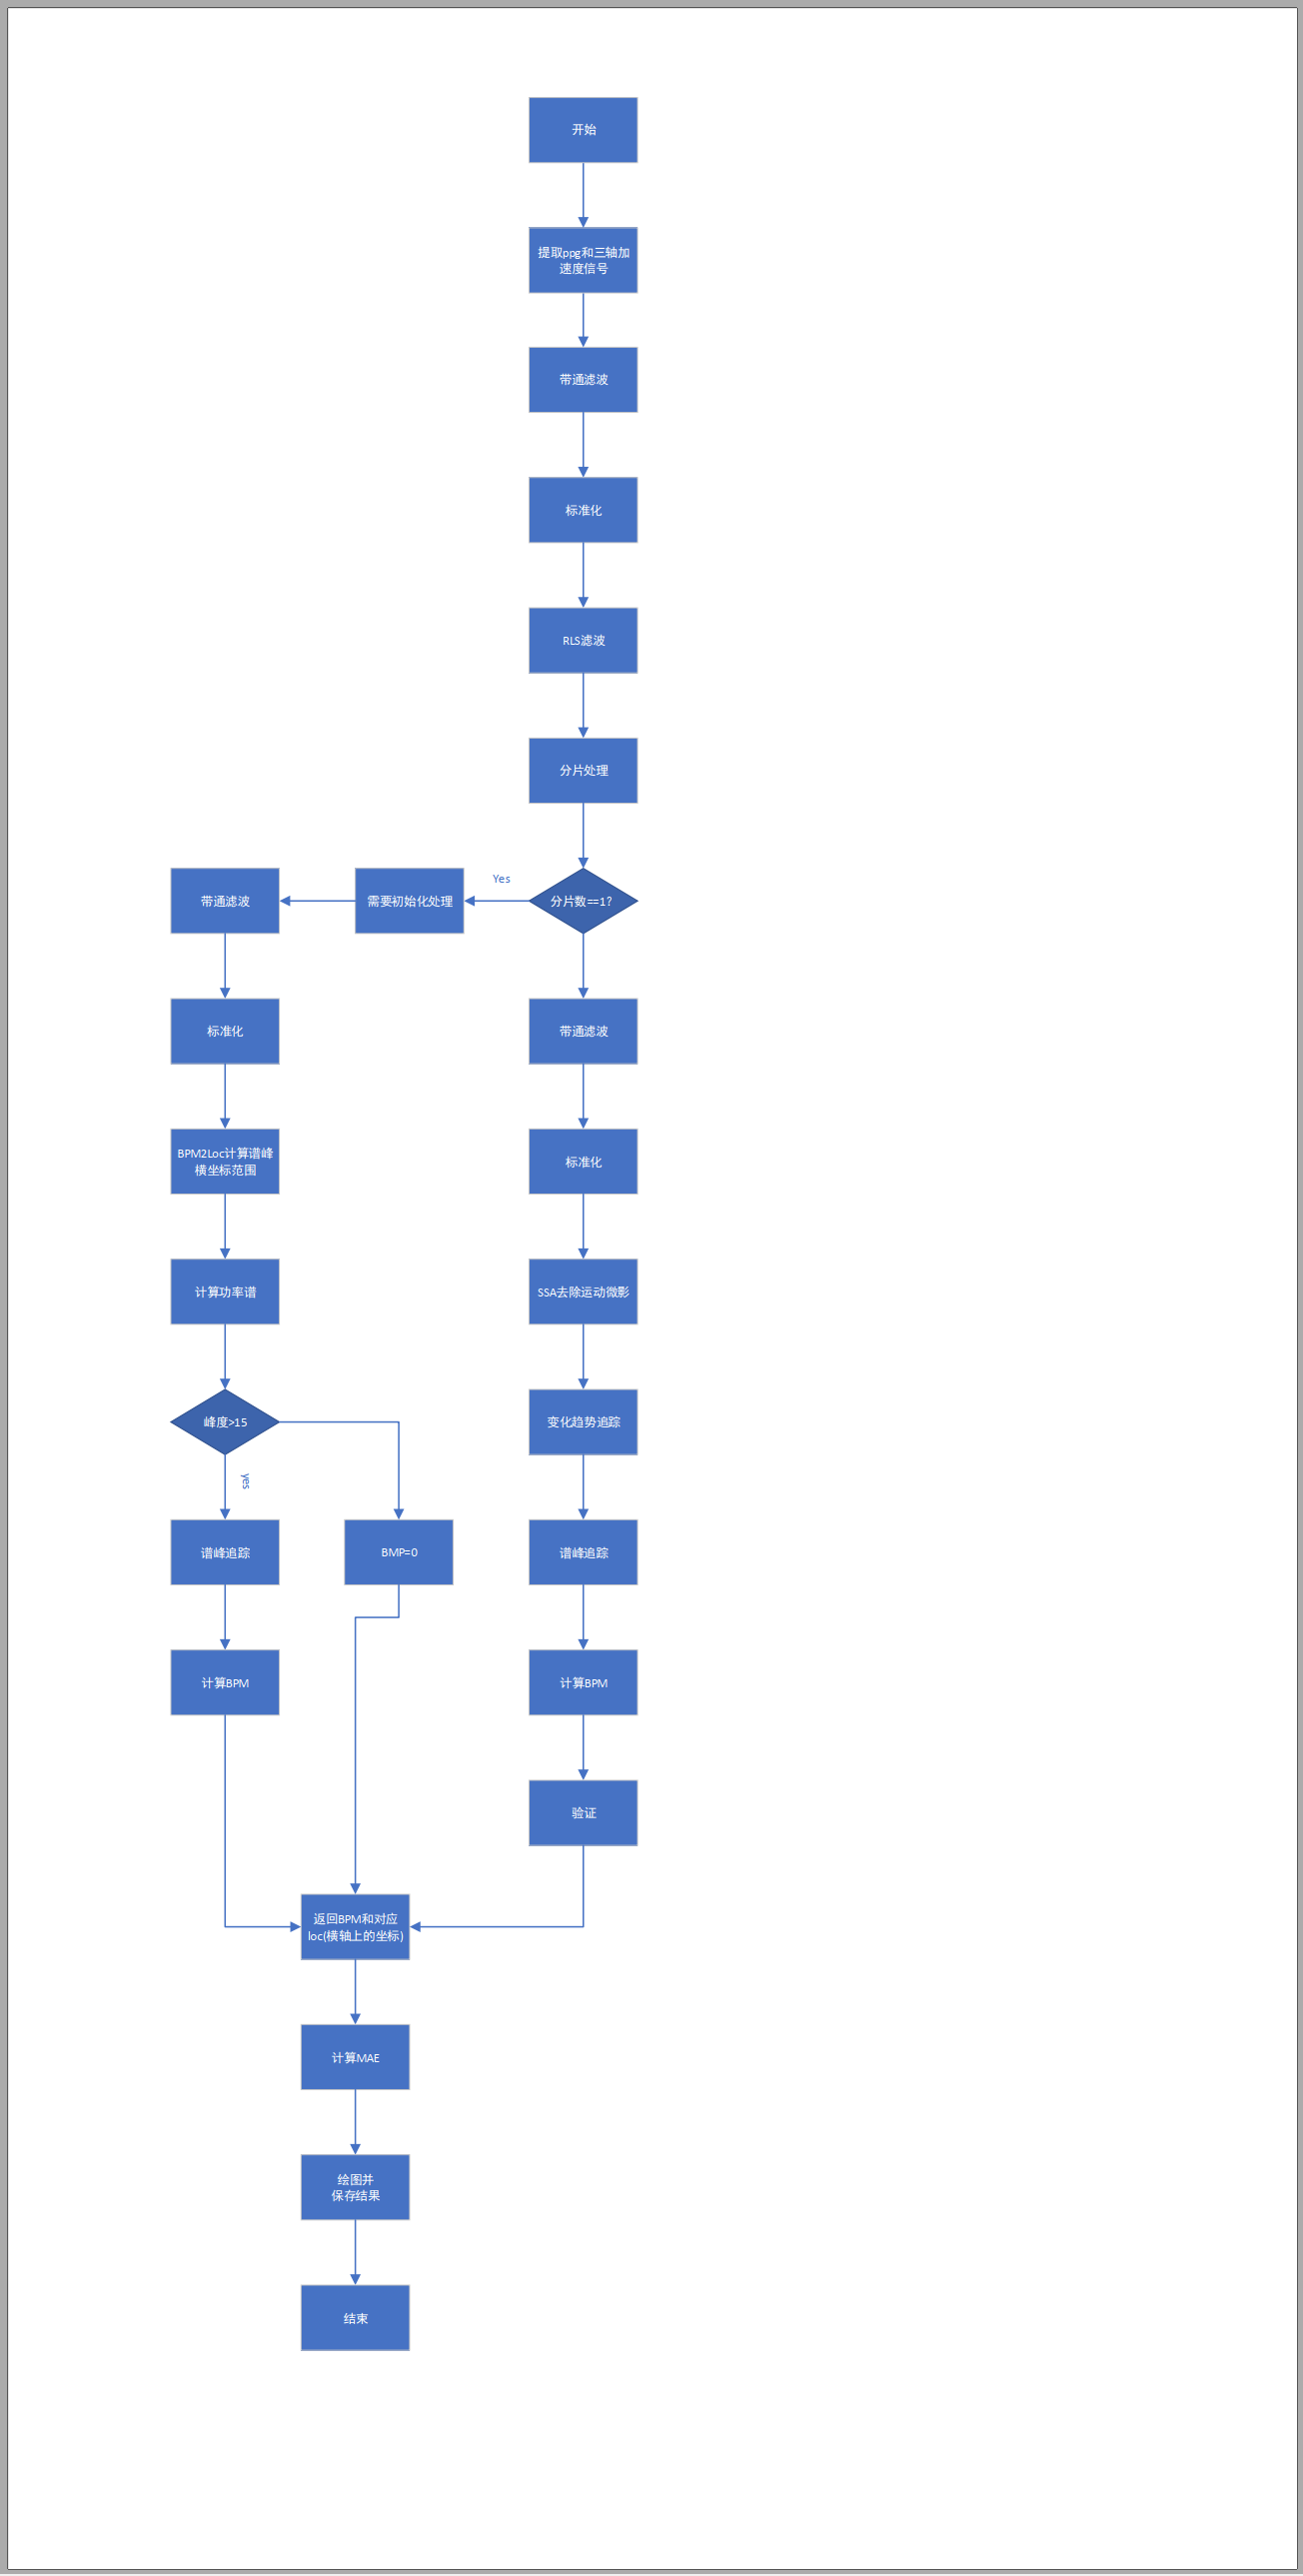 开始
提取ppg和三轴加
速度信号
带通滤波
标准化
RLS滤波
分片处理
分片数==1?
Yes
需要初始化处理
带通滤波
标准化
BPM2Loc计算谱峰
横坐标范围
计算功率谱
峰度>15
yes
谱峰追踪
计算BPM
BMP=0
带通滤波
标准化
SSA去除运动微影
变化趋势追踪
谱峰追踪
计算BPM
验证
返回BPM和对应
loc(横轴上的坐标)
计算MAE
绘图并
保存结果
结束